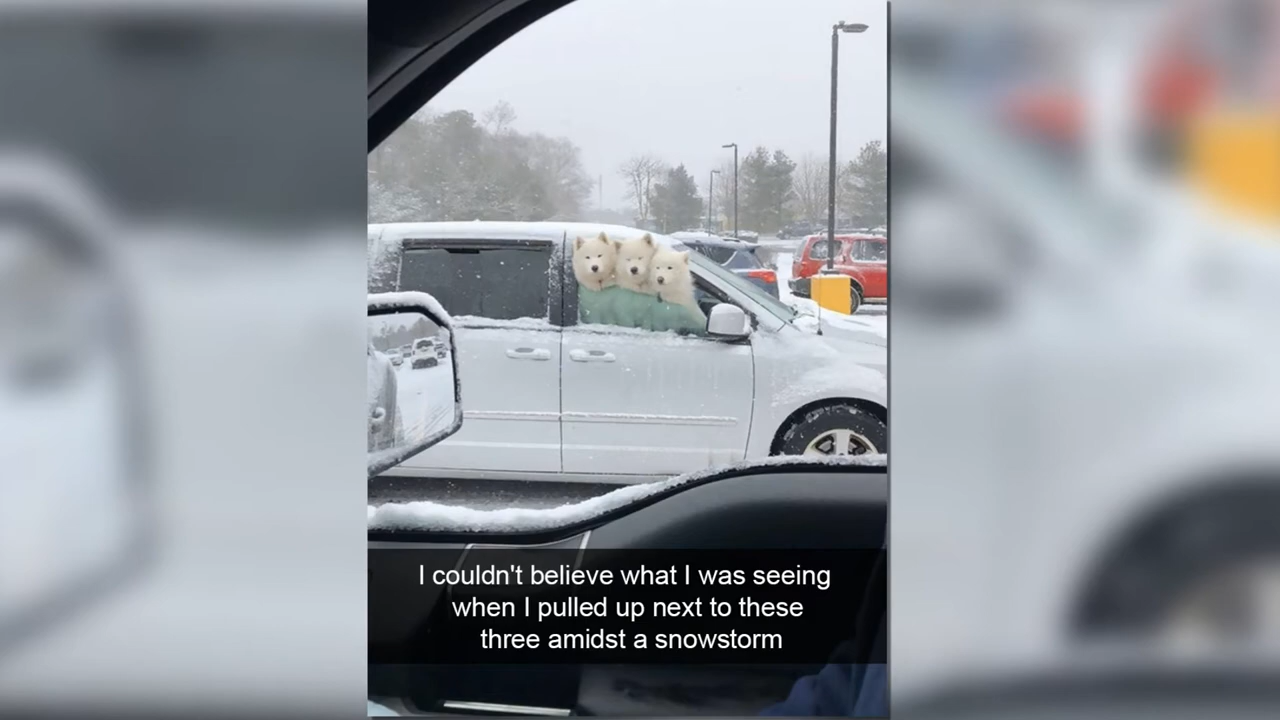 I couldn't believe what I was seeing
when I pulled up next to these
three amidst a snowstorm